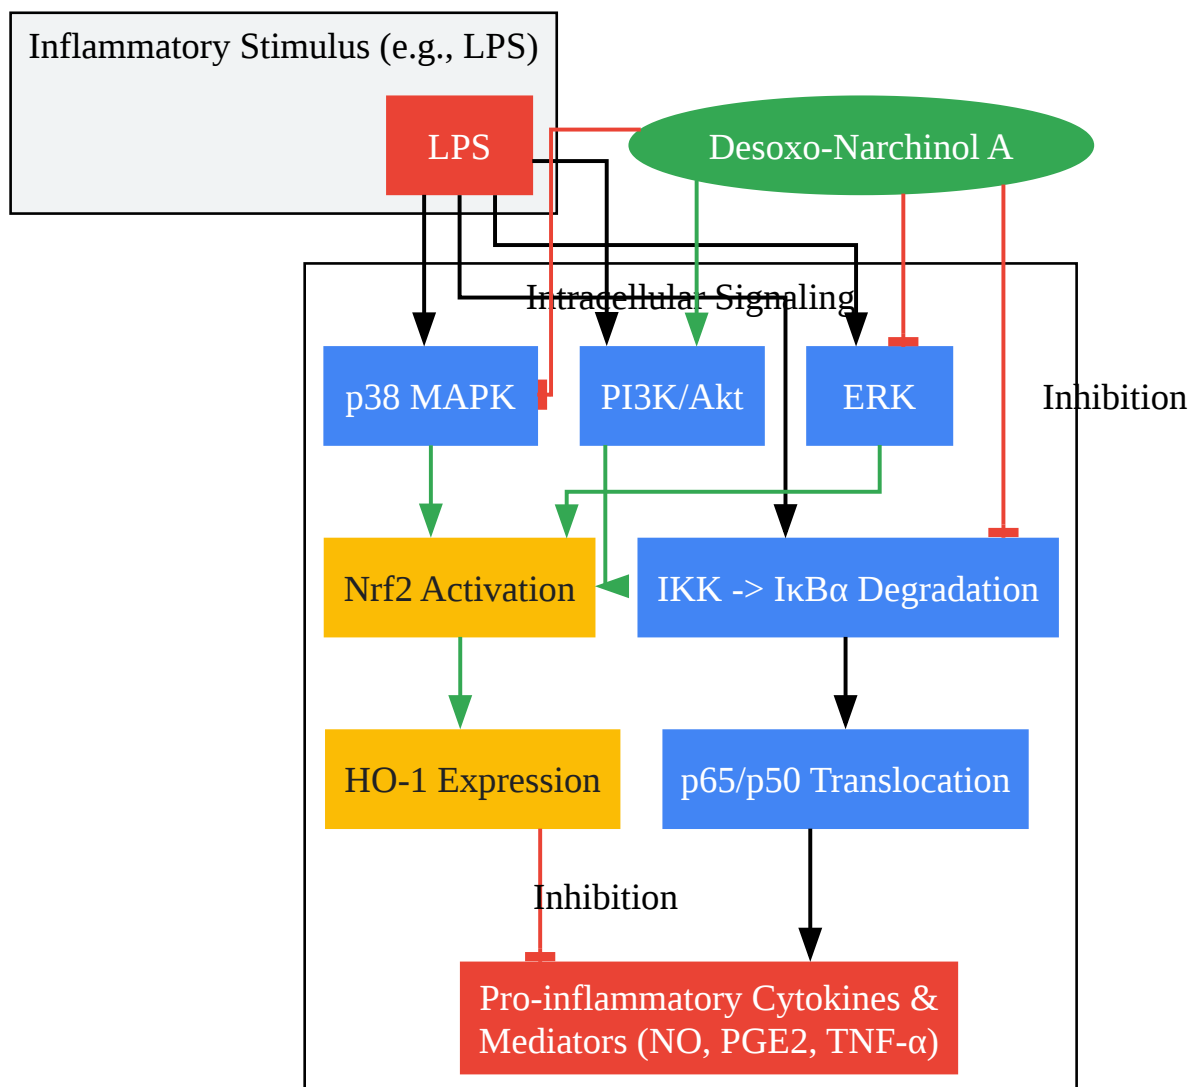 Inflammatory Stimulus (e.g., LPS)
LPS
Desoxo-Narchinol A
Intracellular Signaling
p38 MAPK
PI3K/Akt
ERK
Inhibition
Nrf2 Activation
IKK -> IκBα Degradation
HO-1 Expression
p65/p50 Translocation
Inhibition
Pro-inflammatory Cytokines &
Mediators (NO, PGE2, TNF-α)